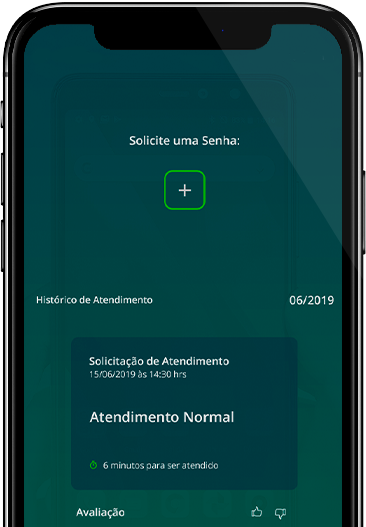 Solicite uma Senha:
+
Histórico de Atendimento 06/2019
Solicitação de Atendimento
15/06/2019 às 14:30 hrs
Atendimento Normal
6 minutos para ser atendido
Avaliação